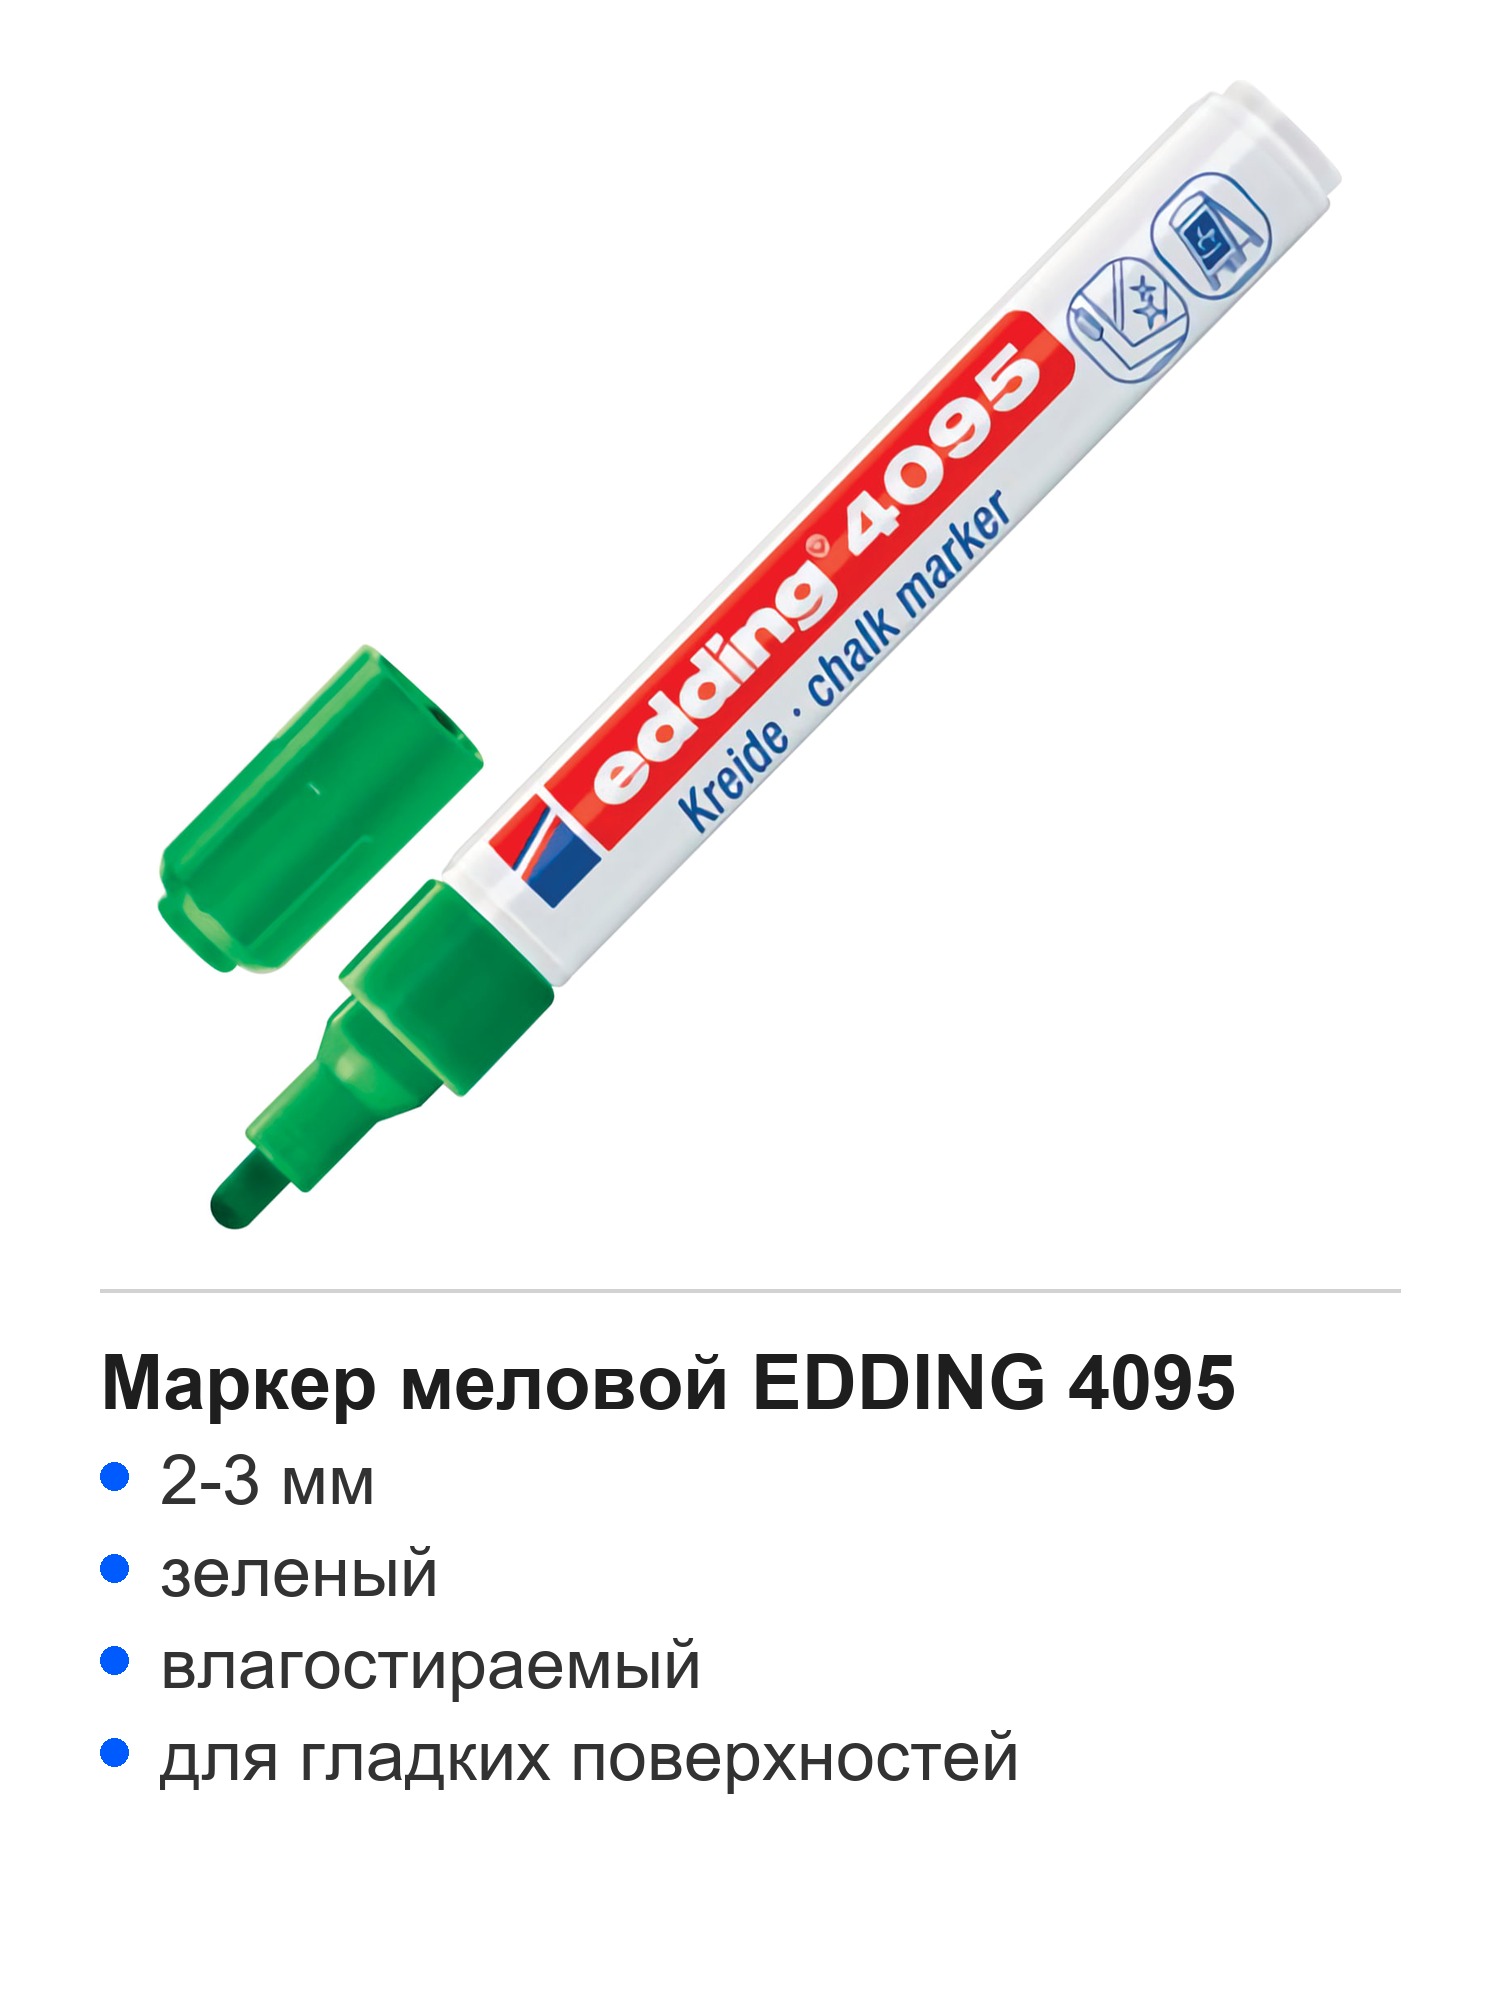 edding® 4095
Kreide · chalk marker
Маркер меловой EDDING 4095
2-3 мм
зеленый
влагостираемый
для гладких поверхностей